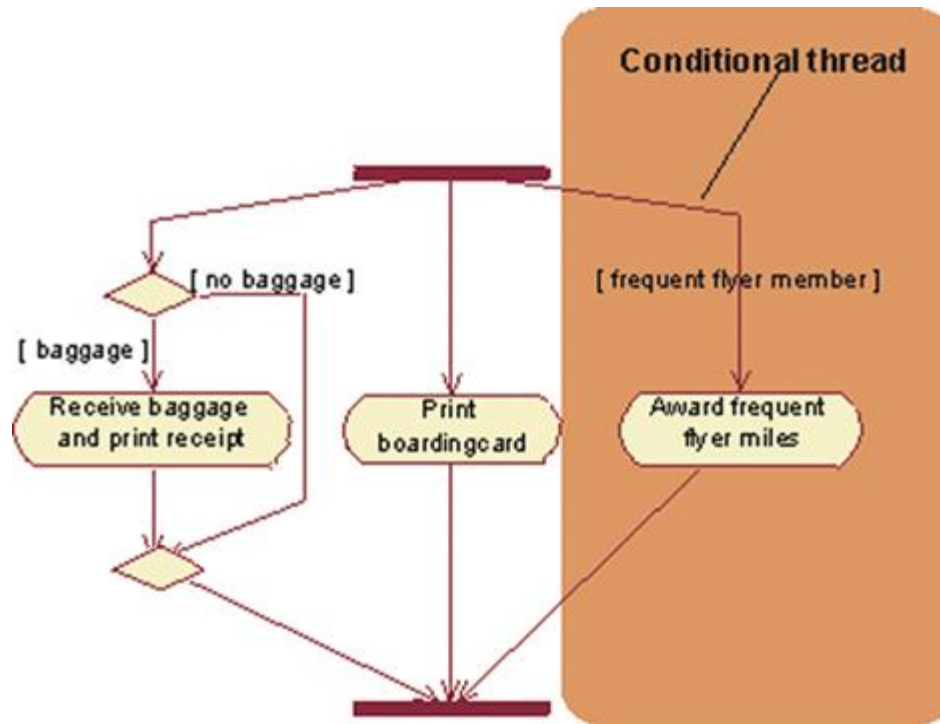 Conditional thread
[ no baggage ]
[ frequent flyer member ]
[ baggage ]
Receive baggage
and print receipt
Print
boardingcard
Award frequent
flyer miles